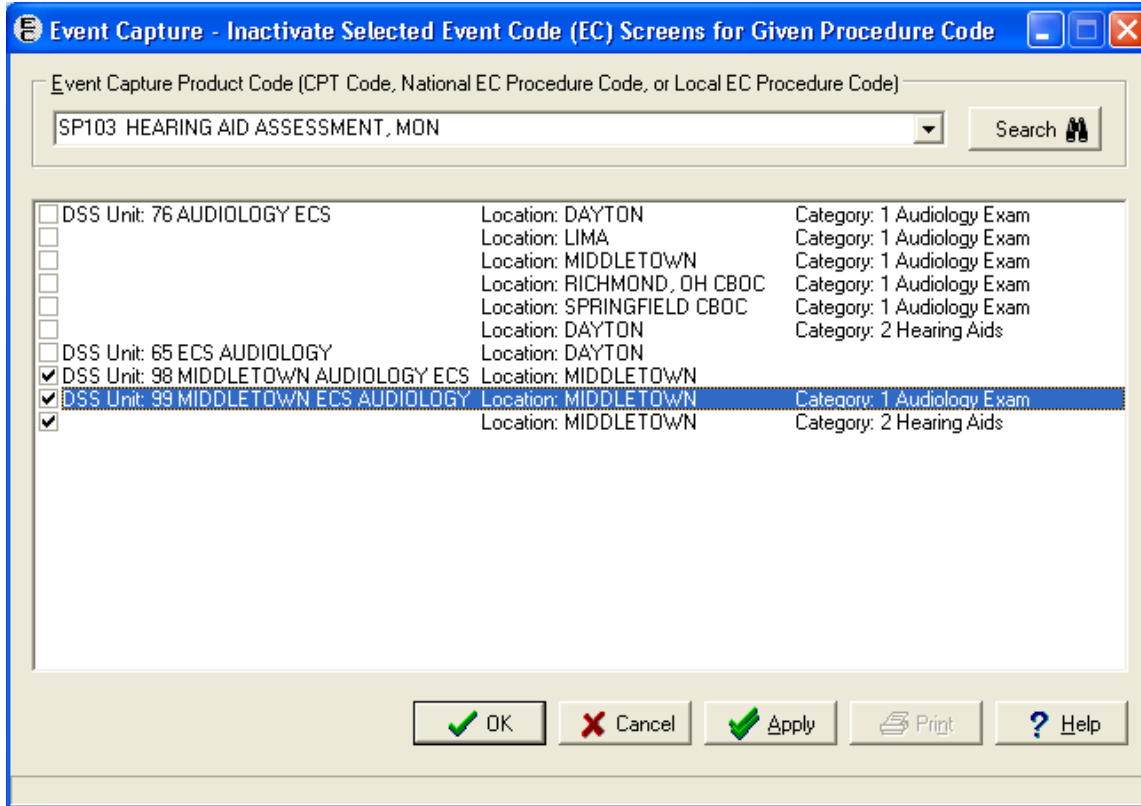 Event Capture - Inactivate Selected Event Code (EC) Screens for Given Procedure Code
Event Capture Product Code (CPT Code, National EC Procedure Code, or Local EC Procedure Code)
SP103 HEARING AID ASSESSMENT, MON Search
DSS Unit: 76 AUDIOLOGY ECS Location: DAYTON Category: 1 Audiology Exam
Location: LIMA Category: 1 Audiology Exam
Location: MIDDLETOWN Category: 1 Audiology Exam
Location: RICHMOND, OH CBOC Category: 1 Audiology Exam
Location: SPRINGFIELD CBOC Category: 1 Audiology Exam
Location: DAYTON Category: 2 Hearing Aids
DSS Unit: 65 ECS AUDIOLOGY Location: DAYTON
DSS Unit: 98 MIDDLETOWN AUDIOLOGY ECS Location: MIDDLETOWN
DSS Unit: 99 MIDDLETOWN ECS AUDIOLOGY Location: MIDDLETOWN Category: 1 Audiology Exam
Location: MIDDLETOWN Category: 2 Hearing Aids
OK Cancel Apply Print ? Help